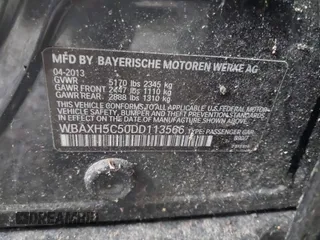 MFD BY BAYERISCHE MOTOREN WERKE AG
04-2013
GVWR 5170 lbs 2345 kg
GAWR FRONT 2447 lbs 1110 kg
GAWR REAR 2888 lbs 1310 kg
THIS VEHICLE CONFORMS TO ALL APPLICABLE U.S. FEDERAL MOTOR
VEHICLE SAFETY, BUMPER, AND THEFT PREVENTION
STANDARDS IN EFFECT ON THE DATE OF MANUFACTURE
SHOWN ABOVE.
WBAXH5C50DD113566 TYPE: PASSENGER CAR
DREAMRIDE